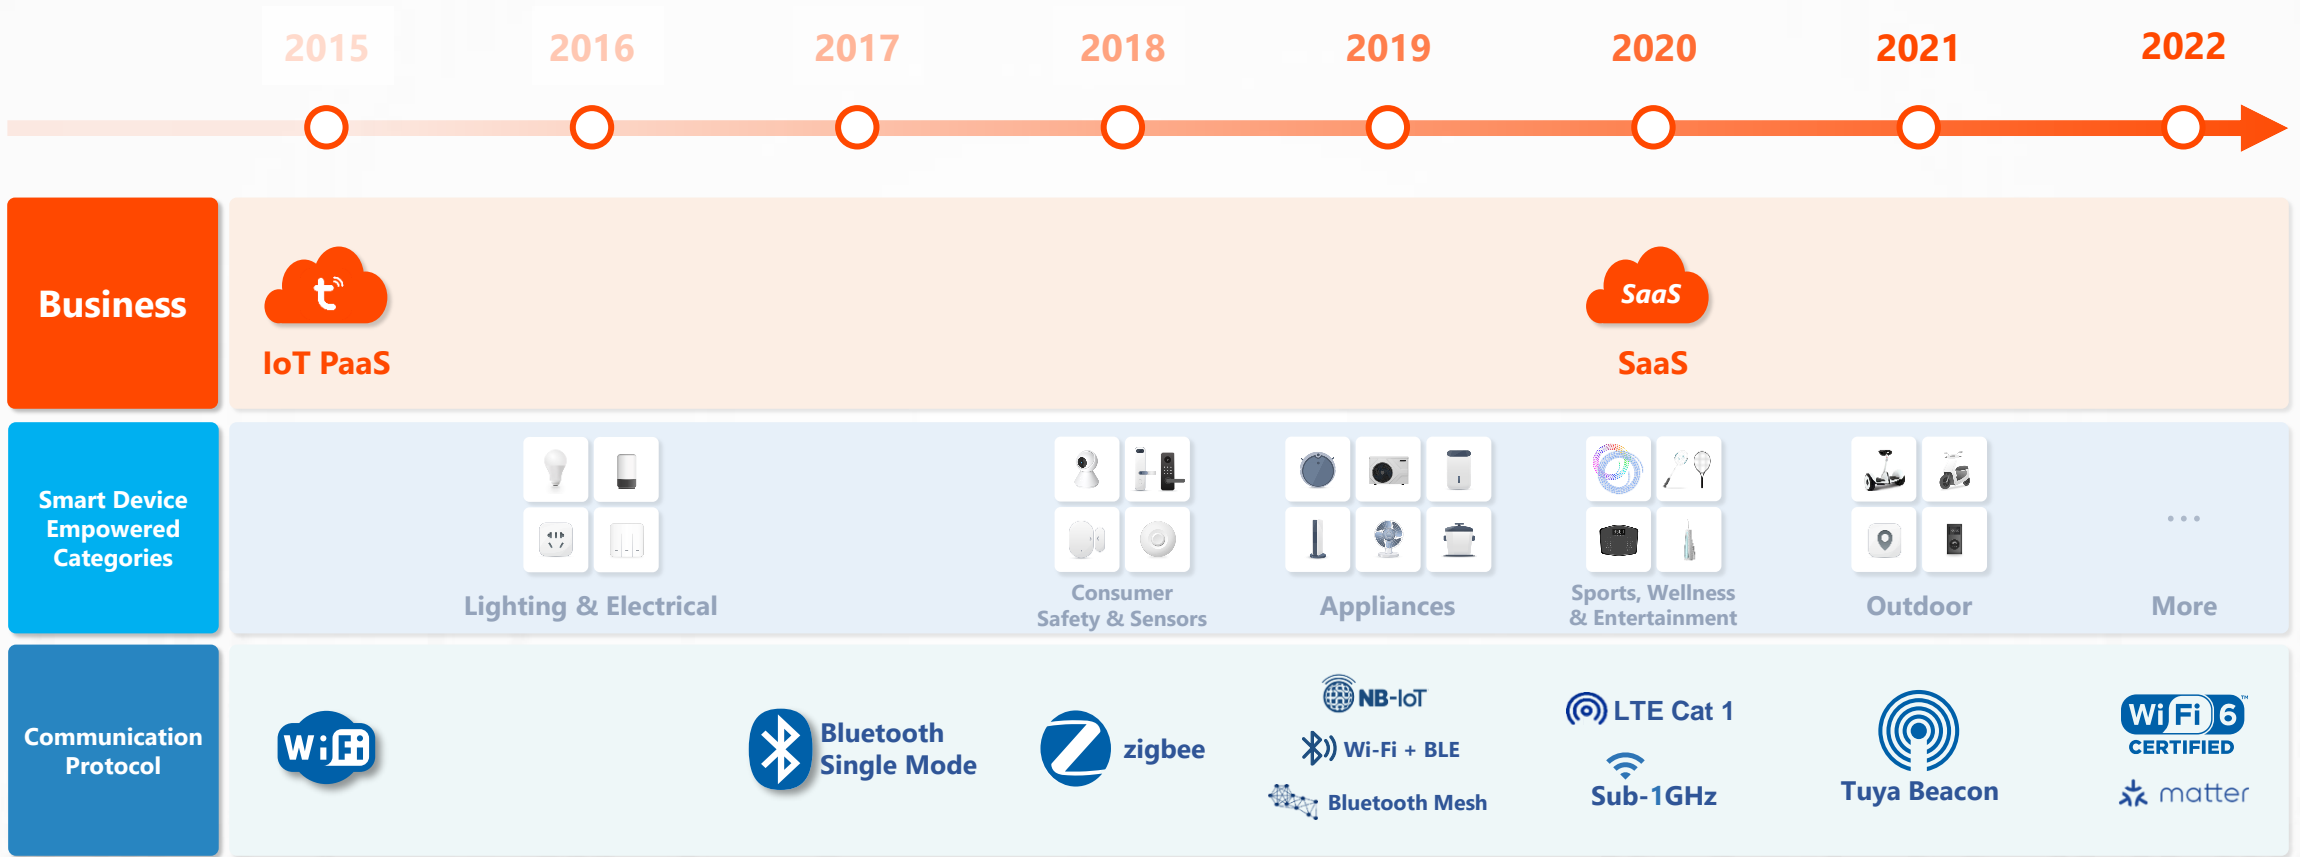 2015
2016
2017
2018
2019
2020
2021
2022
Business
IoT PaaS
SaaS
SaaS
Smart Device
Empowered
Categories
Lighting & Electrical
Consumer
Safety & Sensors
Appliances
Sports, Wellness
& Entertainment
Outdoor
...
More
Communication
Protocol
WiFi
Bluetooth
Single Mode
zigbee
NB-IoT
Wi-Fi + BLE
Bluetooth Mesh
LTE Cat 1
Sub-1GHz
Tuya Beacon
WiFi 6™
CERTIFIED
matter